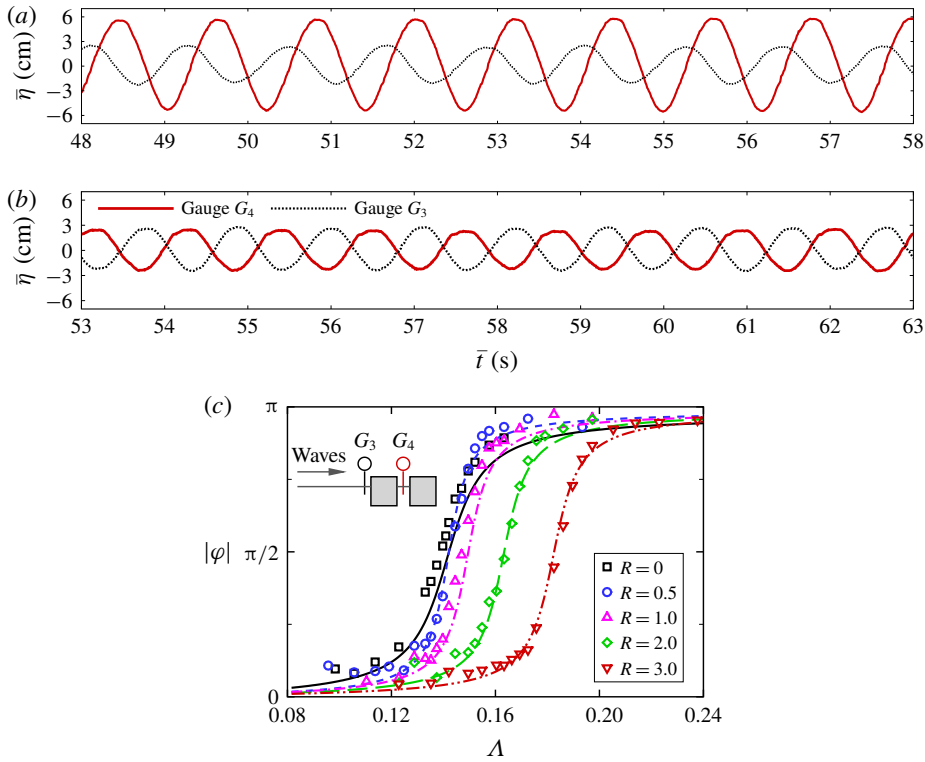 (a)
6
3
0
−3
−6
η̄ (cm)
48 49 50 51 52 53 54 55 56 57 58
(b)
6
3
0
−3
−6
η̄ (cm)
Gauge G4 Gauge G3
53 54 55 56 57 58 59 60 61 62 63
t̄ (s)
(c)
π
G3 G4
Waves
|φ| π/2
R = 0
R = 0.5
R = 1.0
R = 2.0
R = 3.0
0
0.08 0.12 0.16 0.20 0.24
Λ